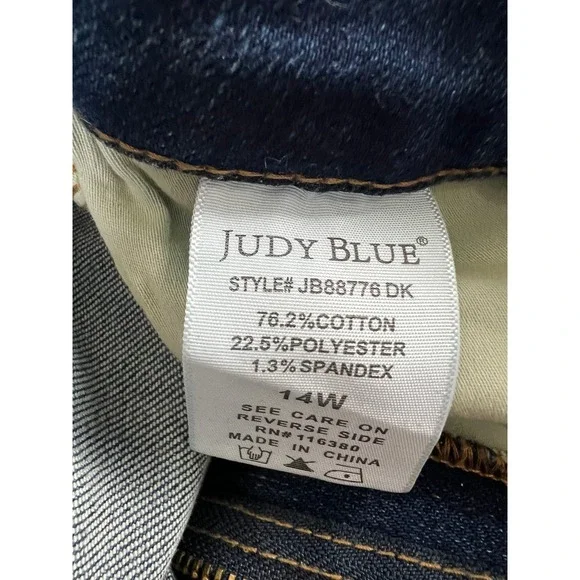 JUDY BLUE®
STYLE# JB88776 DK
76.2%COTTON
22.5%POLYESTER
1.3%SPANDEX
14W
SEE CARE ON
REVERSE SIDE
RN# 116380
MADE IN CHINA